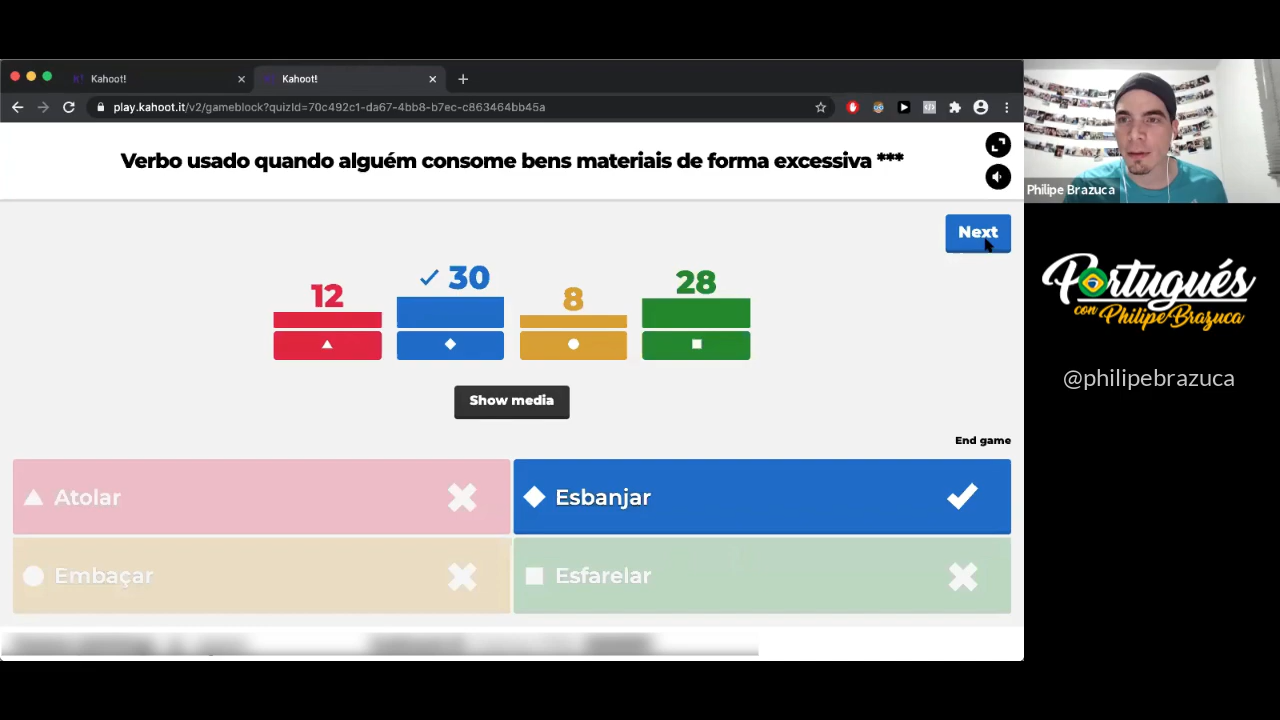 Kahoot!
Kahoot!
play.kahoot.it/v2/gameblock?quizId=70c492c1-da67-4bb8-b7ec-c863464bb45a
Verbo usado quando alguém consome bens materiais de forma excessiva ***
Philipe Brazuca
Next
12
30
8
28
Portugués
con Philipe Brazuca
@philipebrazuca
Show media
End game
Atolar
Esbanjar
Embaçar
Esfarelar